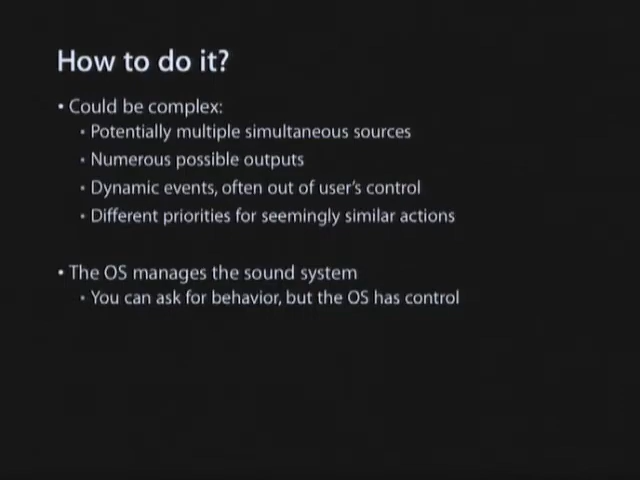 How to do it?
• Could be complex:
• Potentially multiple simultaneous sources
• Numerous possible outputs
• Dynamic events, often out of user's control
• Different priorities for seemingly similar actions
• The OS manages the sound system
• You can ask for behavior, but the OS has control